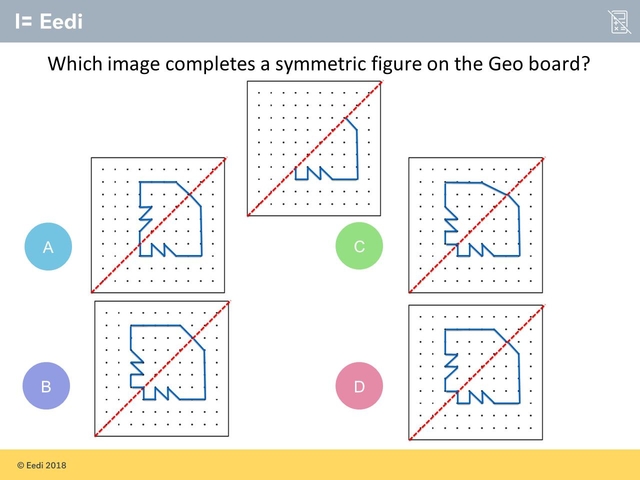 Eedi
Which image completes a symmetric figure on the Geo board?
A
C
B
D
© Eedi 2018